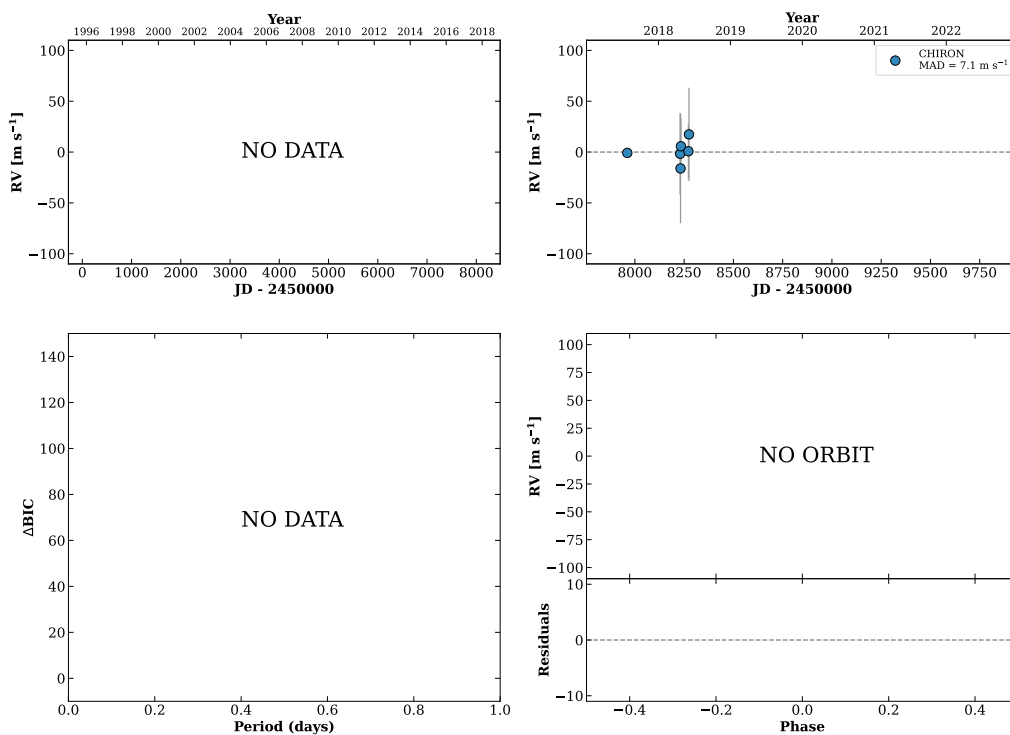 Year
1996 1998 2000 2002 2004 2006 2008 2010 2012 2014 2016 2018
100
50
0
−50
−100
RV [m s⁻¹]
NO DATA
0 1000 2000 3000 4000 5000 6000 7000 8000
JD - 2450000
Year
2018 2019 2020 2021 2022
CHIRON
MAD = 7.1 m s⁻¹
100
50
0
−50
−100
RV [m s⁻¹]
8000 8250 8500 8750 9000 9250 9500 9750
JD - 2450000
140
120
100
80
60
40
20
0
ΔBIC
NO DATA
0.0 0.2 0.4 0.6 0.8 1.0
Period (days)
100
75
50
25
0
−25
−50
−75
−100
RV [m s⁻¹]
NO ORBIT
10
0
−10
Residuals
−0.4 −0.2 0.0 0.2 0.4
Phase